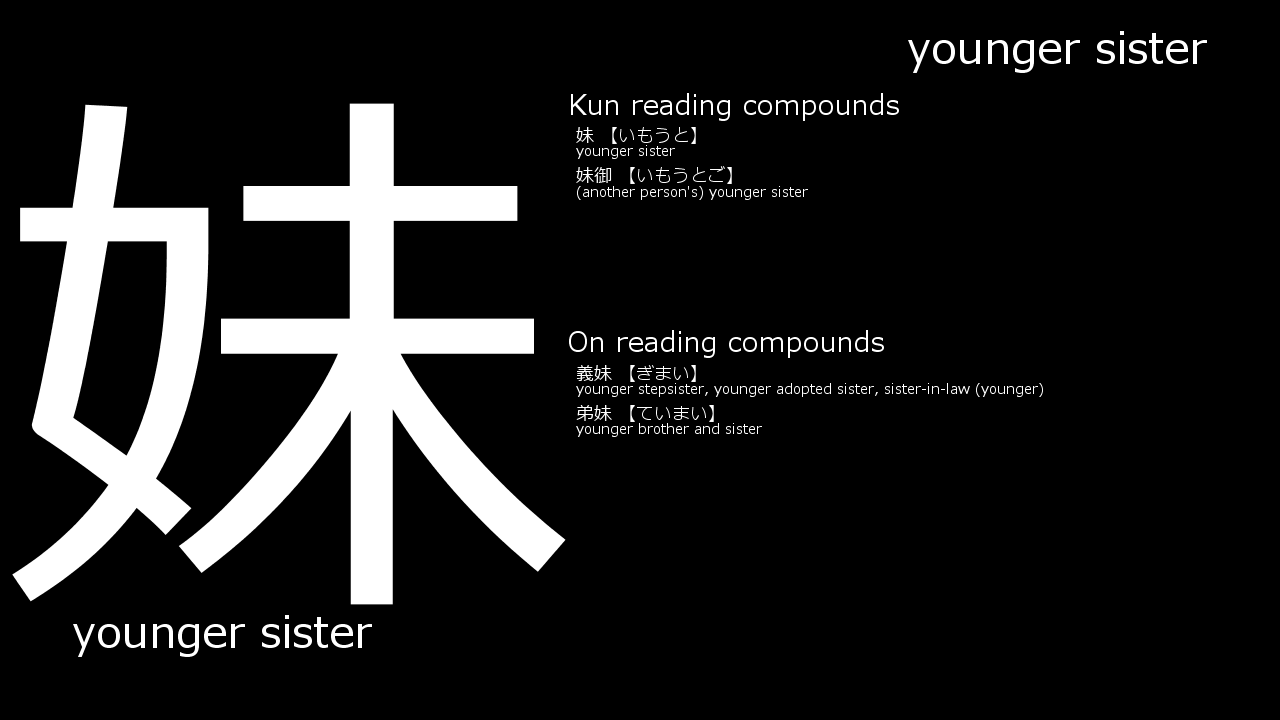 younger sister
妹
Kun reading compounds
妹 【いもうと】
younger sister
妹御 【いもうとご】
(another person's) younger sister
On reading compounds
義妹 【ぎまい】
younger stepsister, younger adopted sister, sister-in-law (younger)
弟妹 【ていまい】
younger brother and sister
younger sister